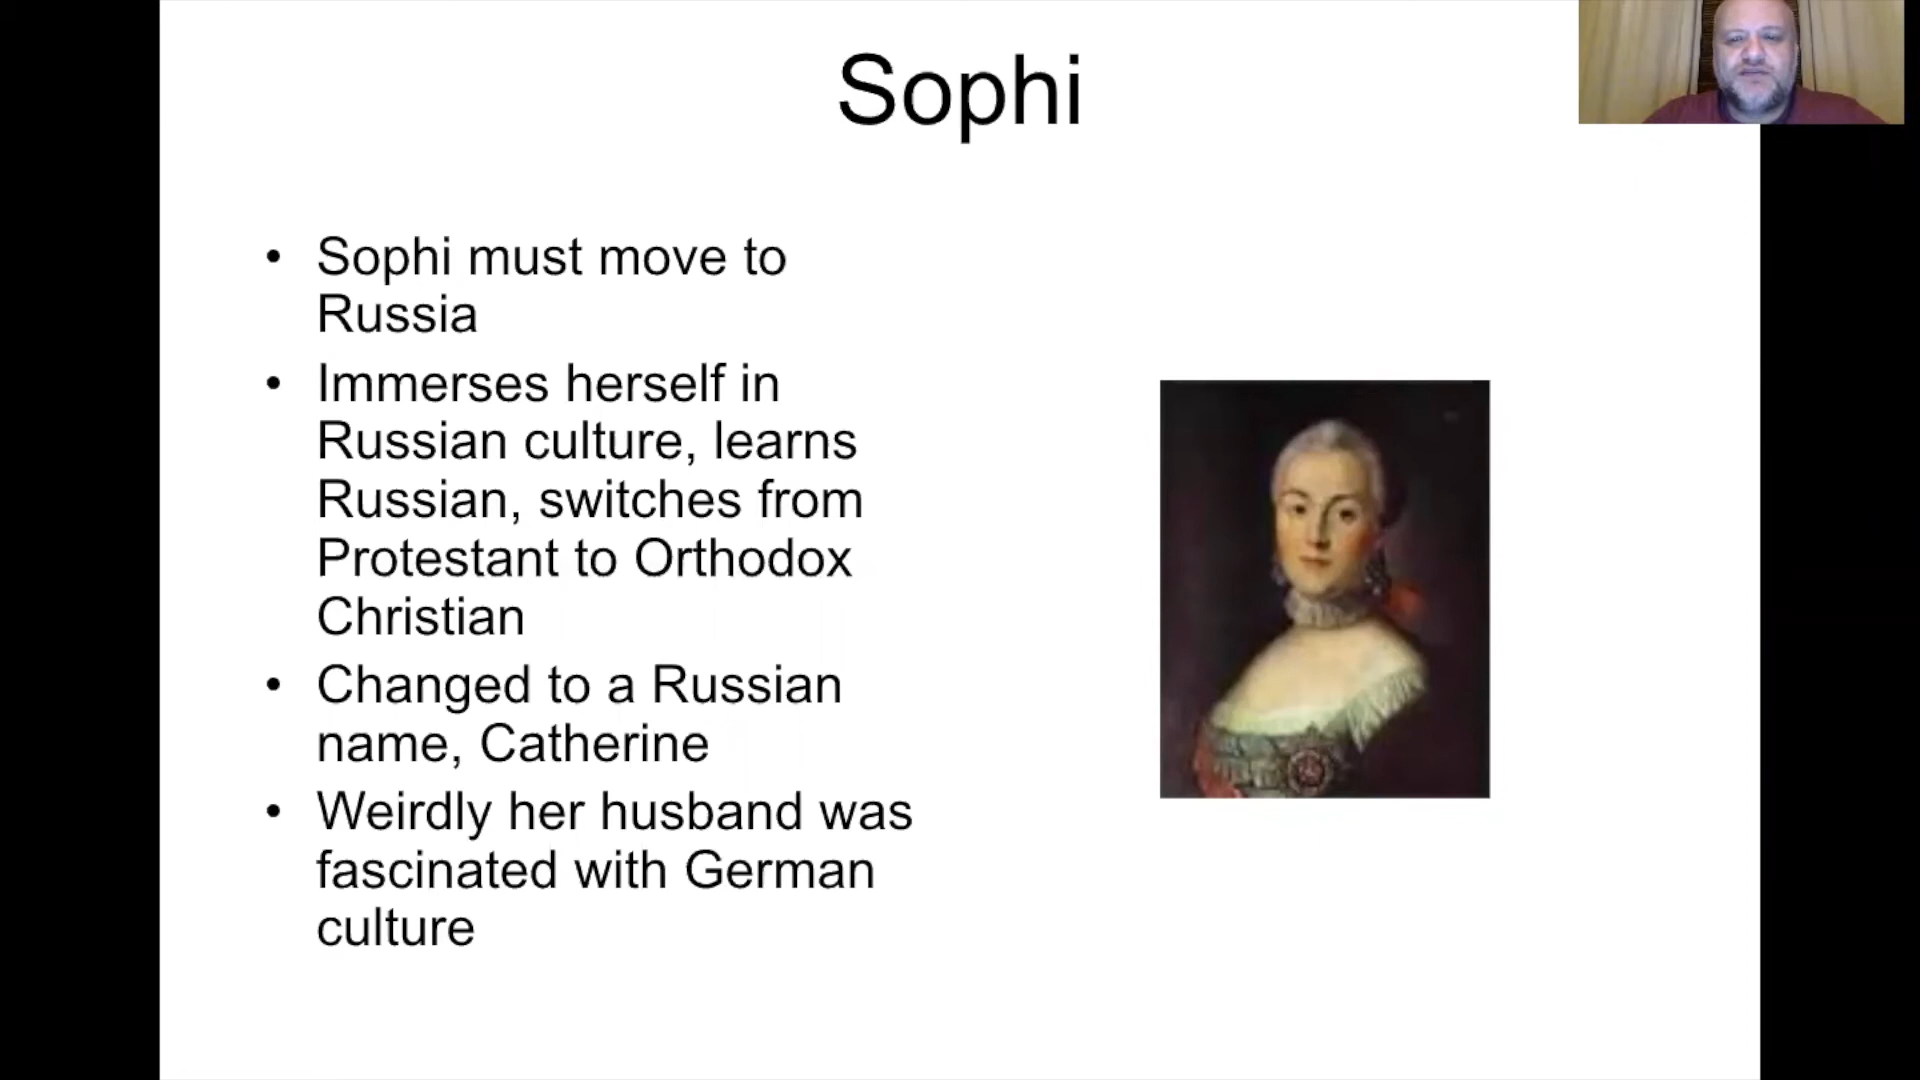 Sophi
• Sophi must move to
Russia
• Immerses herself in
Russian culture, learns
Russian, switches from
Protestant to Orthodox
Christian
• Changed to a Russian
name, Catherine
• Weirdly her husband was
fascinated with German
culture